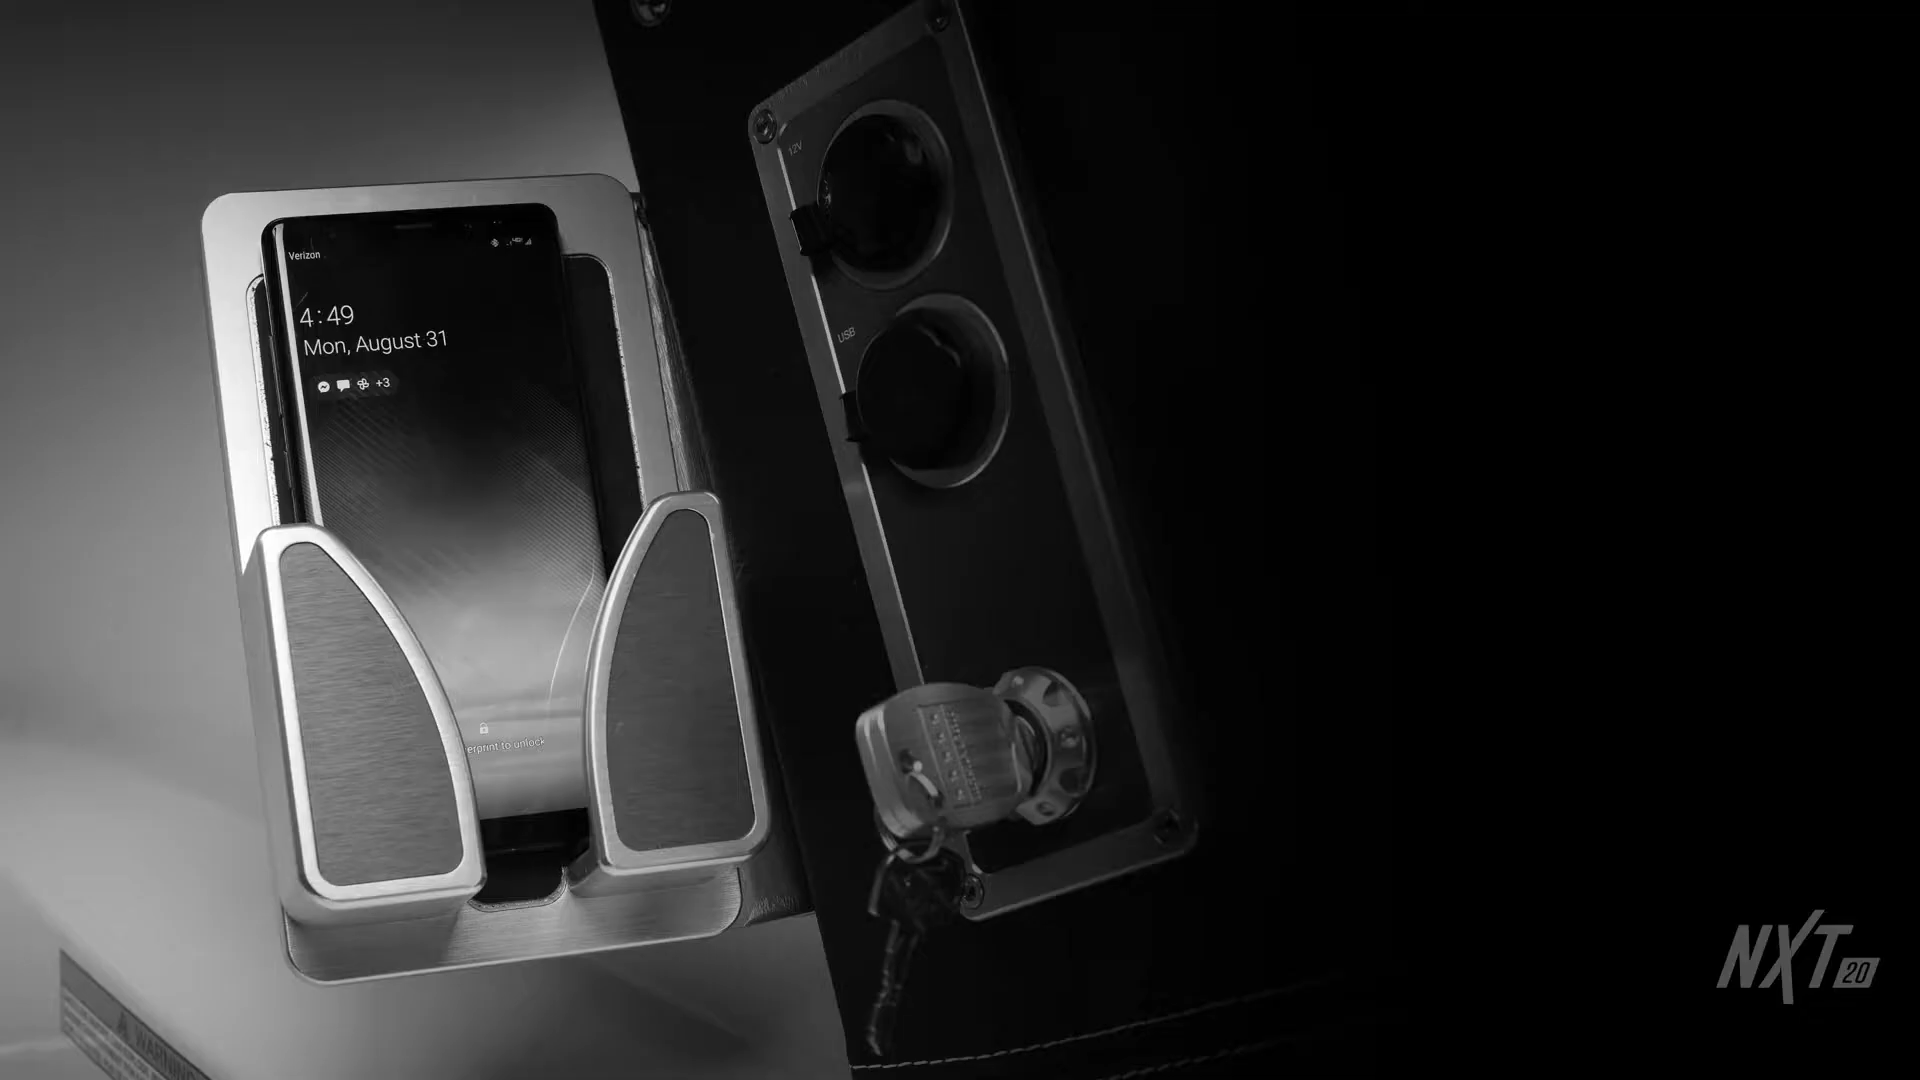 12V
Verizon
4:49
Mon, August 31
+3
USB
erprint to unlock
NXT 20
WARNING